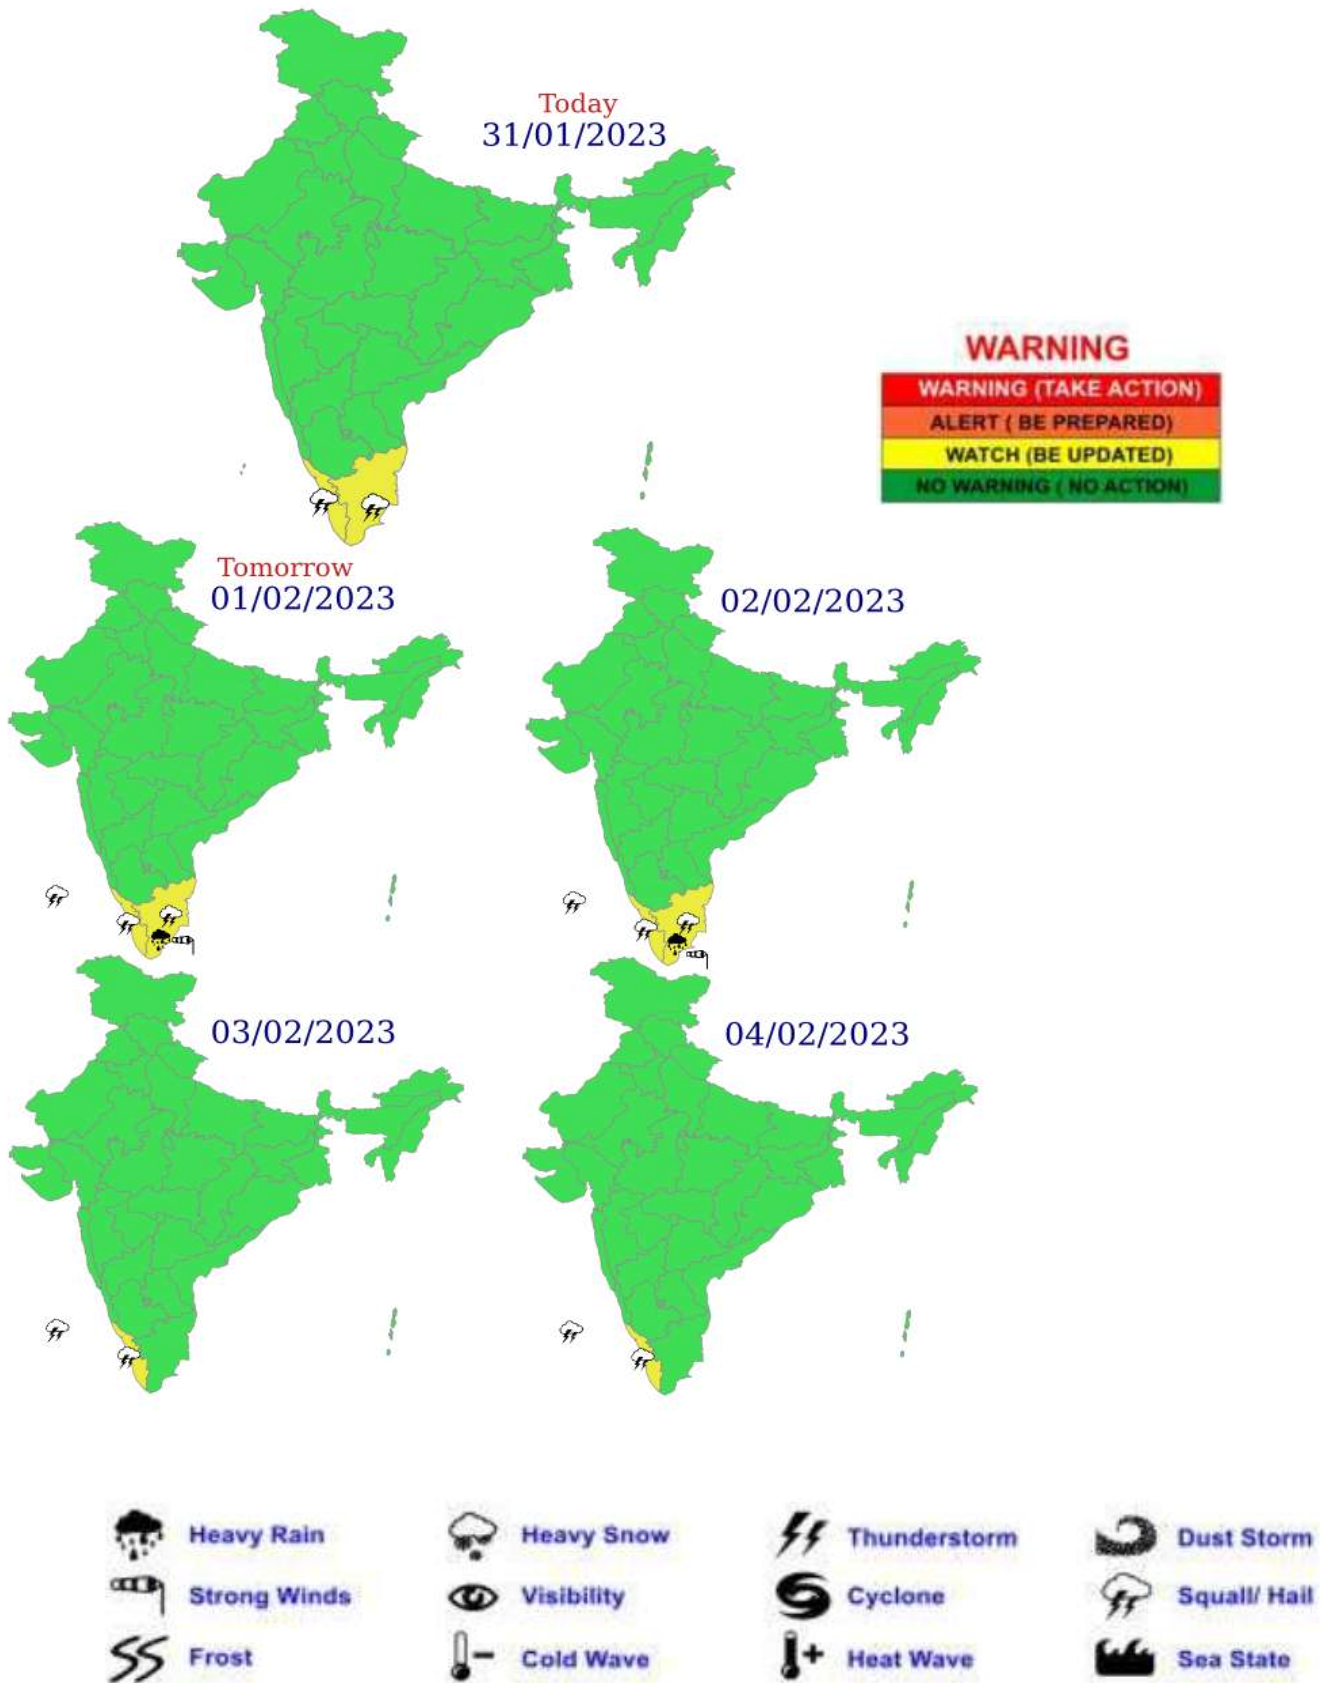 Today
31/01/2023
WARNING
WARNING (TAKE ACTION)
ALERT ( BE PREPARED)
WATCH (BE UPDATED)
NO WARNING ( NO ACTION)
Tomorrow
01/02/2023
02/02/2023
03/02/2023
04/02/2023
Heavy Rain
Heavy Snow
Thunderstorm
Dust Storm
Strong Winds
Visibility
Cyclone
Squall/ Hail
Frost
Cold Wave
Heat Wave
Sea State